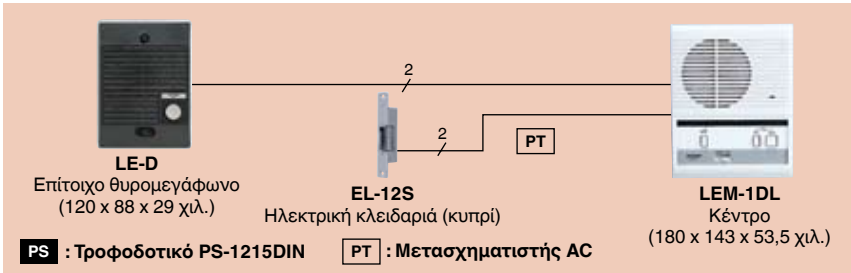 2
2
PT
LE-D
Επίτοιχο θυρομεγάφωνο
(120 x 88 x 29 χιλ.)
EL-12S
Ηλεκτρική κλειδαριά (κυπρί)
LEM-1DL
Κέντρο
(180 x 143 x 53,5 χιλ.)
PS : Τροφοδοτικό PS-1215DIN
PT : Μετασχηματιστής AC